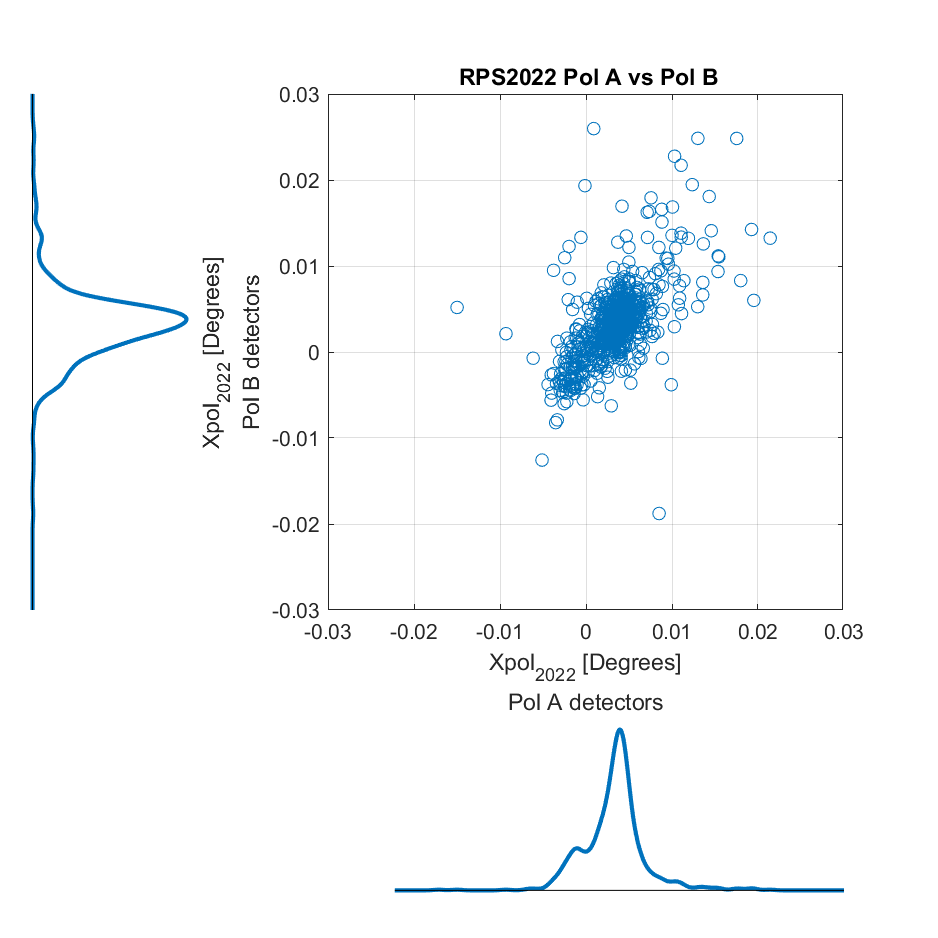 RPS2022 Pol A vs Pol B
0.03
0.02
0.01
0
-0.01
-0.02
-0.03
Xpol2022 [Degrees]
Pol B detectors
-0.03 -0.02 -0.01 0 0.01 0.02 0.03
Xpol2022 [Degrees]
Pol A detectors